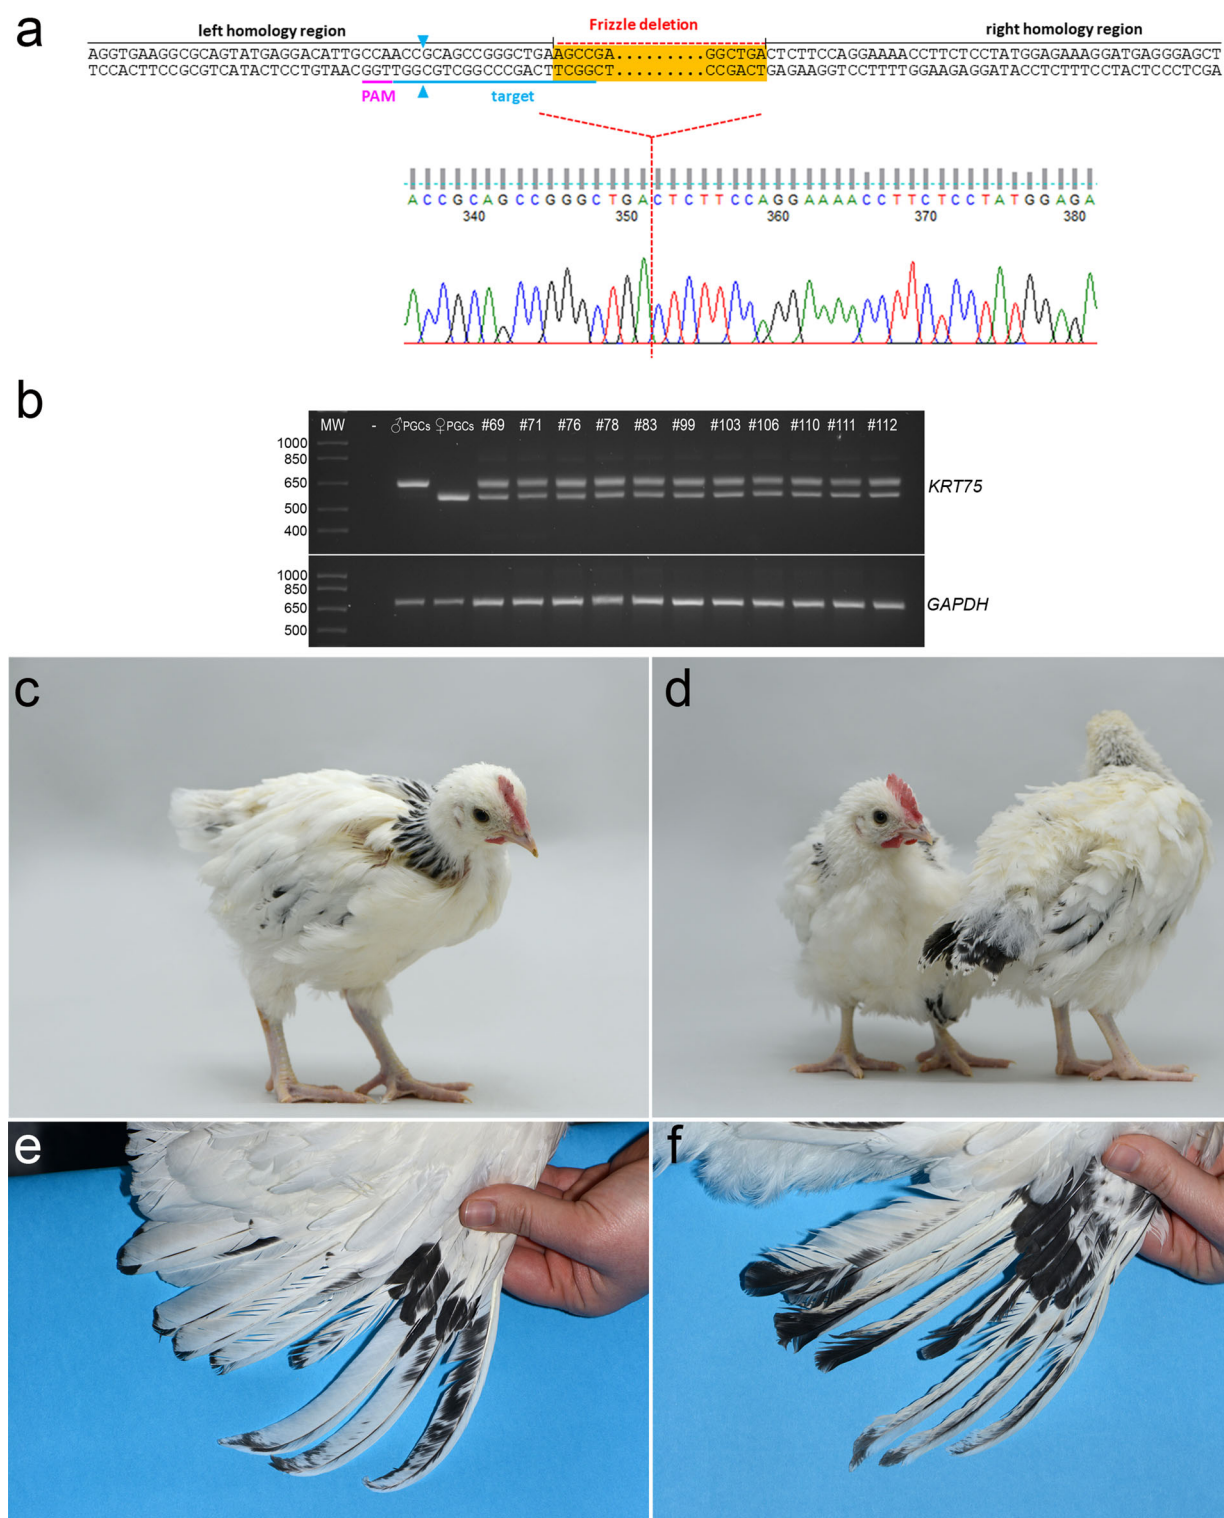 a
Frizzle deletion
left homology region
right homology region
AGGTGAAGGCGCAGTATGAGGACATTGCCAACCGCAGCCGGGCTGAAGCCGA.........GGCTGACTCTTCCAGGAAAACCTTCTCCTATGGAGAAAGGATGAGGGAGCT
TCCACTTCCGCGTCATACTCCTGTAACGGTTGGCGTCGGCCCGACTTCGGCT.........CCGACTGAGAAGGTCCTTTTGGAAGAGGATACCTCTTTCCTACTCCCTCGA
PAM
target
ACCGCAGCCGGGCTGACTCTTCCAGGAAAACCTTCTCCTATGGAGA
340 350 360 370 380
b
MW - ♂PGCs ♀PGCs #69 #71 #76 #78 #83 #99 #103 #106 #110 #111 #112
1000
850
650
500
400
KRT75
1000
850
650
500
GAPDH
c
d
e
f